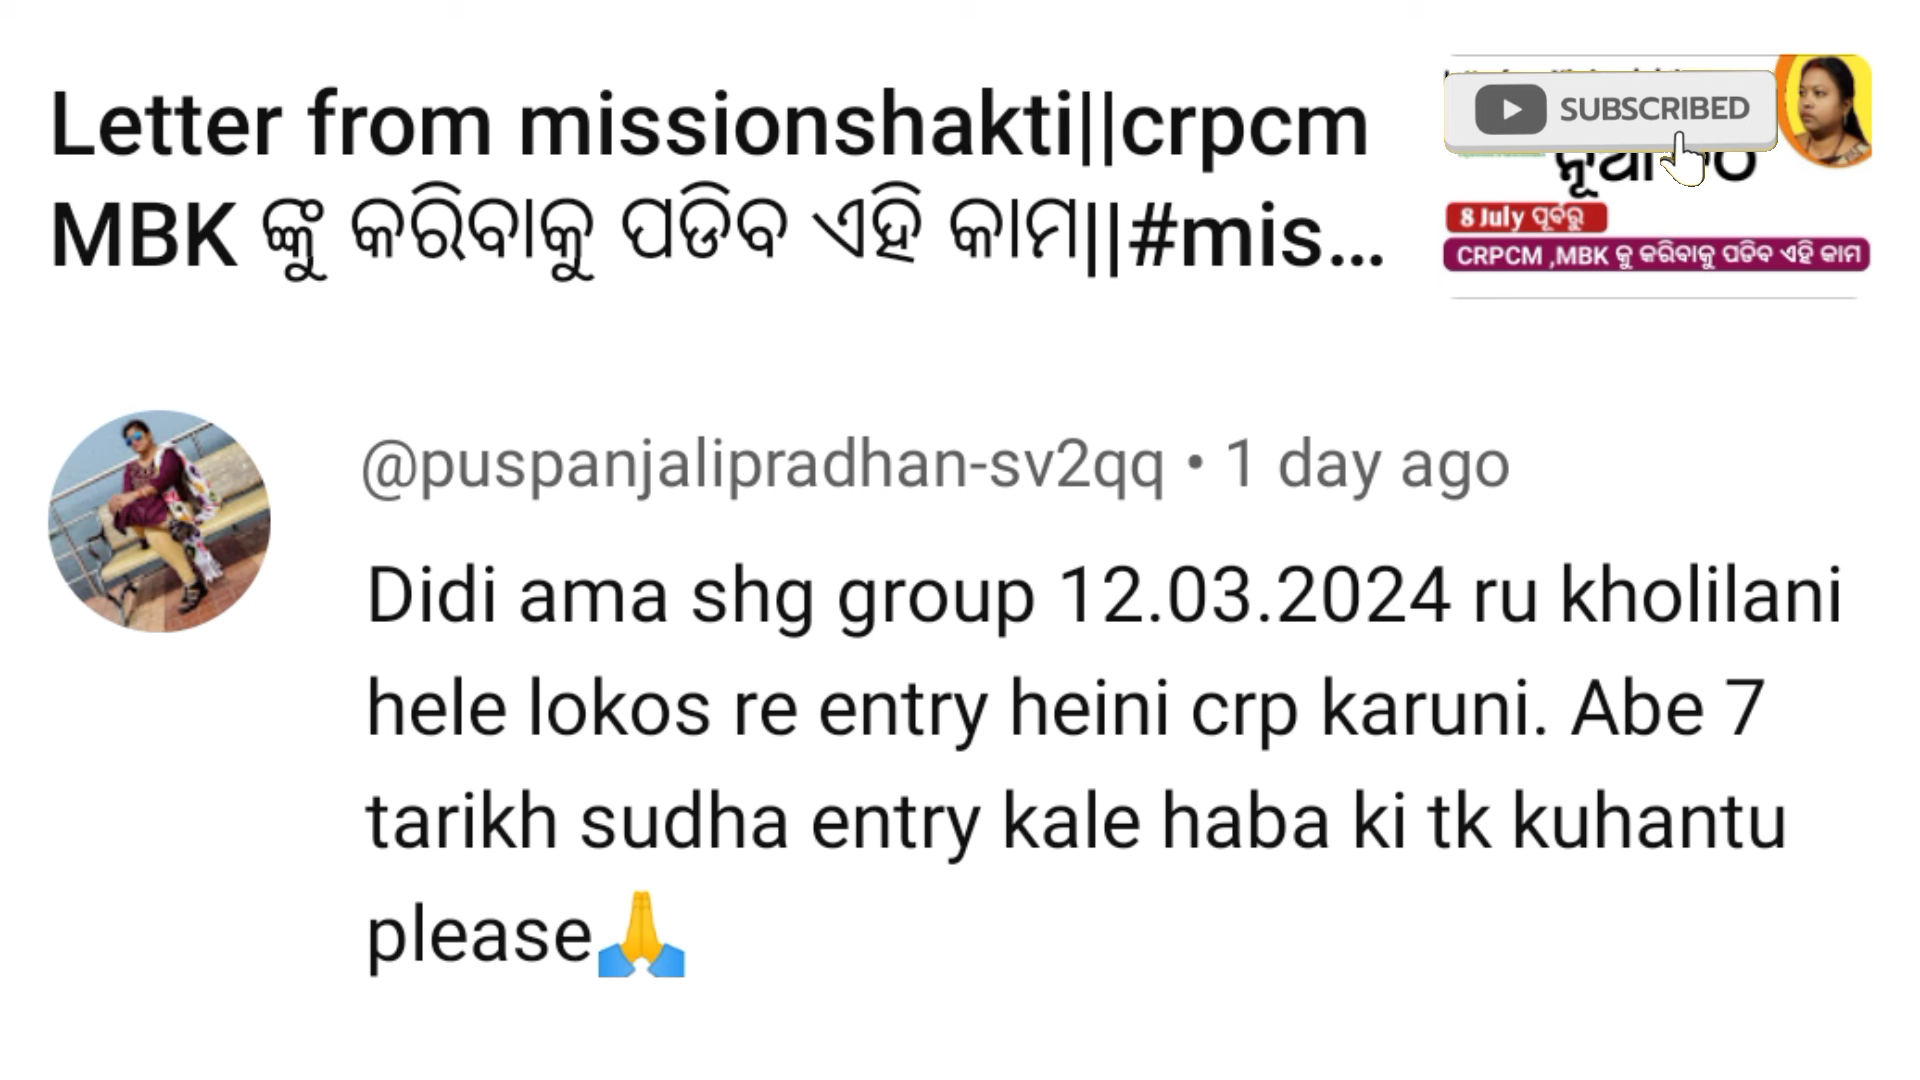 Letter from missionshakti||crpcm
MBK ଙ୍କୁ କରିବାକୁ ପଡିବ ଏହି କାମ||#mis...
SUBSCRIBED
8 July ପୂର୍ବରୁ
CRPCM ,MBK କୁ କରିବାକୁ ପଡିବ ଏହି କାମ
@puspanjalipradhan-sv2qq • 1 day ago
Didi ama shg group 12.03.2024 ru kholilani
hele lokos re entry heini crp karuni. Abe 7
tarikh sudha entry kale haba ki tk kuhantu
please🙏